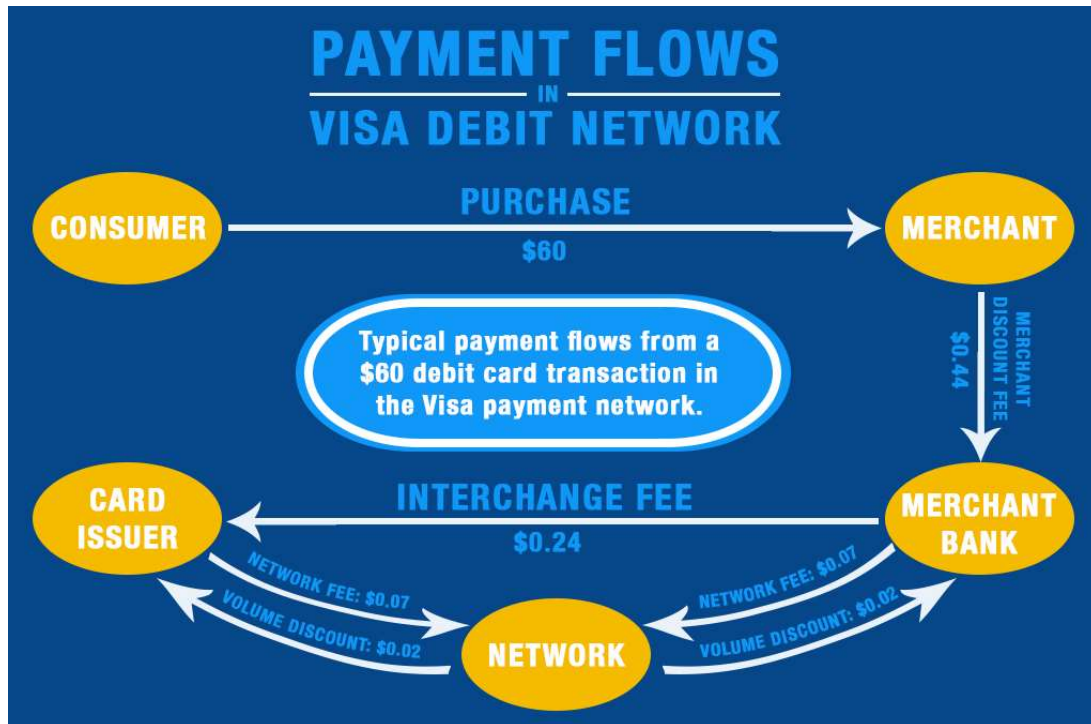 PAYMENT FLOWS
IN
VISA DEBIT NETWORK
CONSUMER
PURCHASE
$60
MERCHANT
Typical payment flows from a
$60 debit card transaction in
the Visa payment network.
MERCHANT
DISCOUNT FEE
$0.44
CARD
ISSUER
INTERCHANGE FEE
$0.24
MERCHANT
BANK
NETWORK FEE: $0.07
VOLUME DISCOUNT: $0.02
NETWORK
NETWORK FEE: $0.07
VOLUME DISCOUNT: $0.02